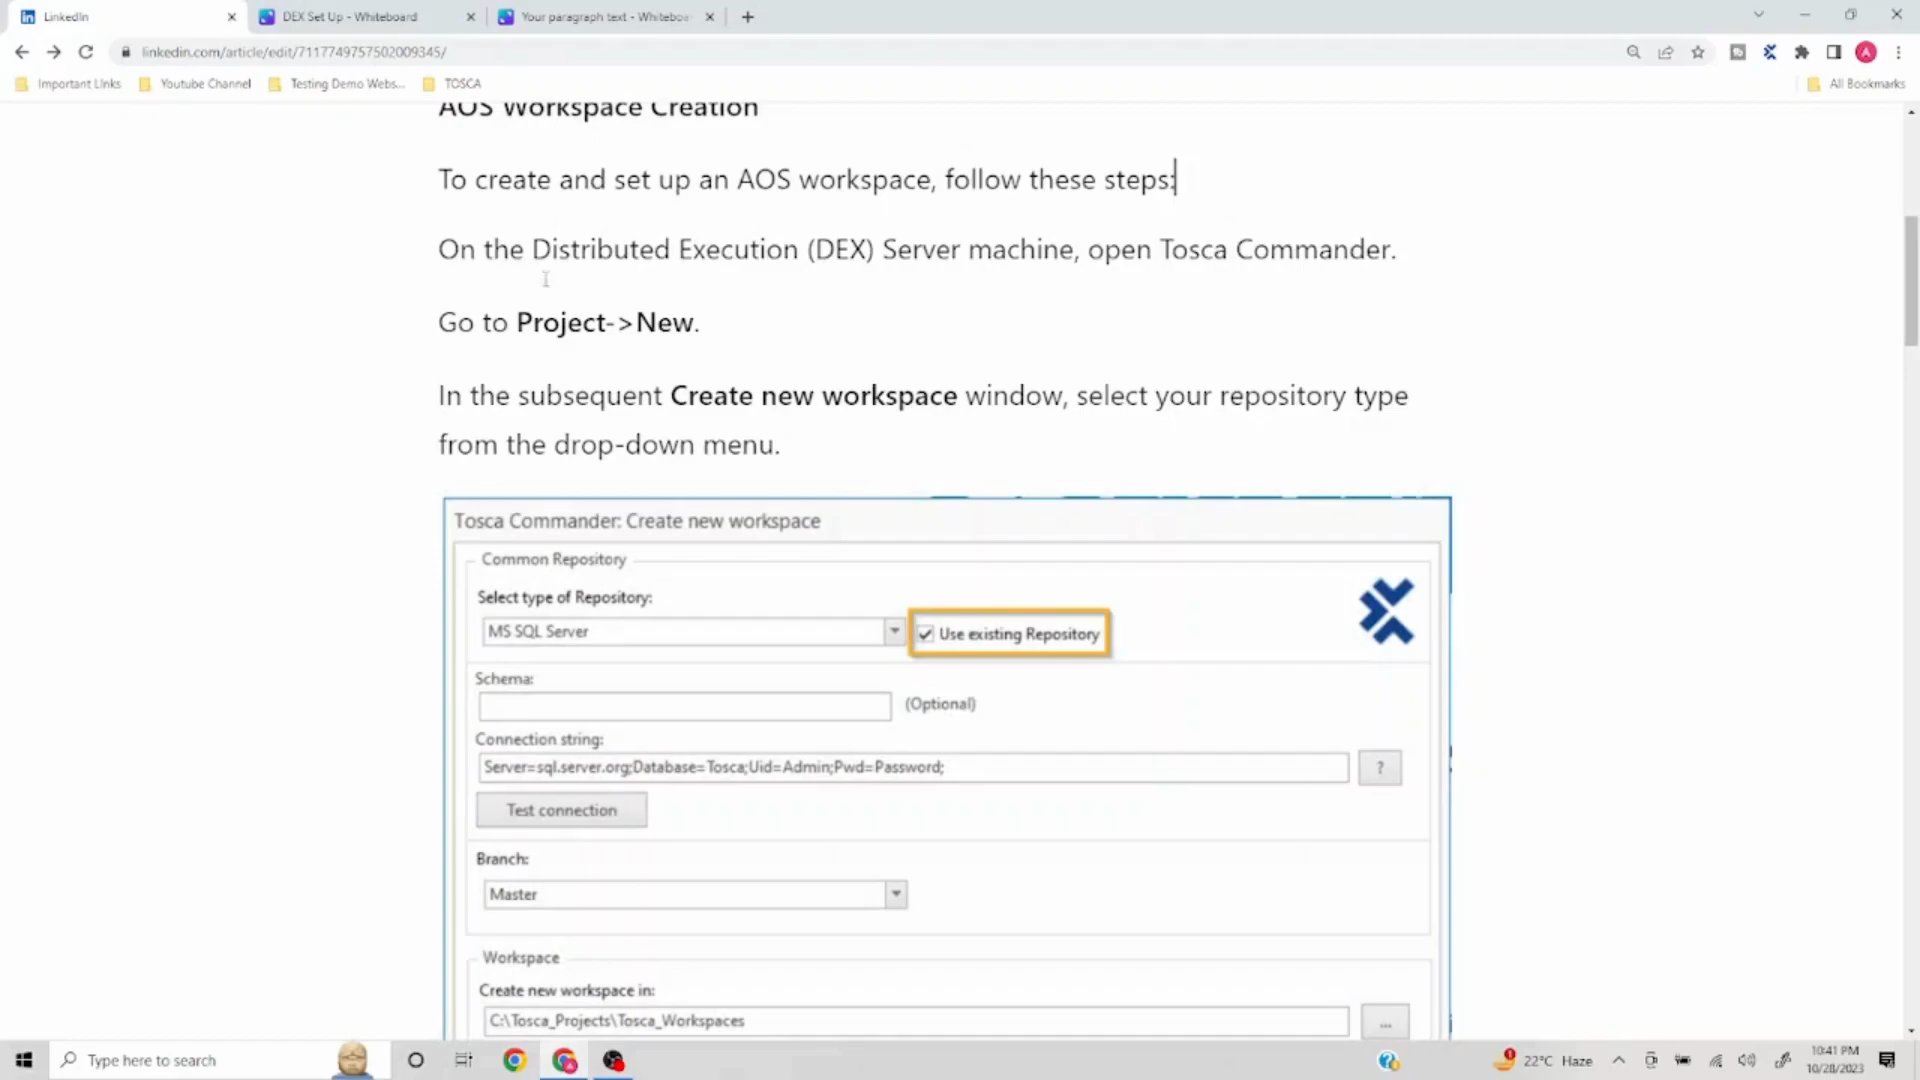 LinkedIn
DEX Set Up - Whiteboard
Your paragraph text - Whiteboar
linkedin.com/article/edit/7117749757502009345/
A
Important Links
Youtube Channel
Testing Demo Webs...
TOSCA
All Bookmarks
AOS Workspace Creation
To create and set up an AOS workspace, follow these steps:
On the Distributed Execution (DEX) Server machine, open Tosca Commander.
Go to Project->New.
In the subsequent Create new workspace window, select your repository type
from the drop-down menu.
Tosca Commander: Create new workspace
Common Repository
Select type of Repository:
MS SQL Server
Use existing Repository
Schema:
(Optional)
Connection string:
Server=sql.server.org;Database=Tosca;Uid=Admin;Pwd=Password;
?
Test connection
Branch:
Master
Workspace
Create new workspace in:
C:\Tosca_Projects\Tosca_Workspaces
...
Type here to search
22°C Haze
10:41 PM
10/28/2023